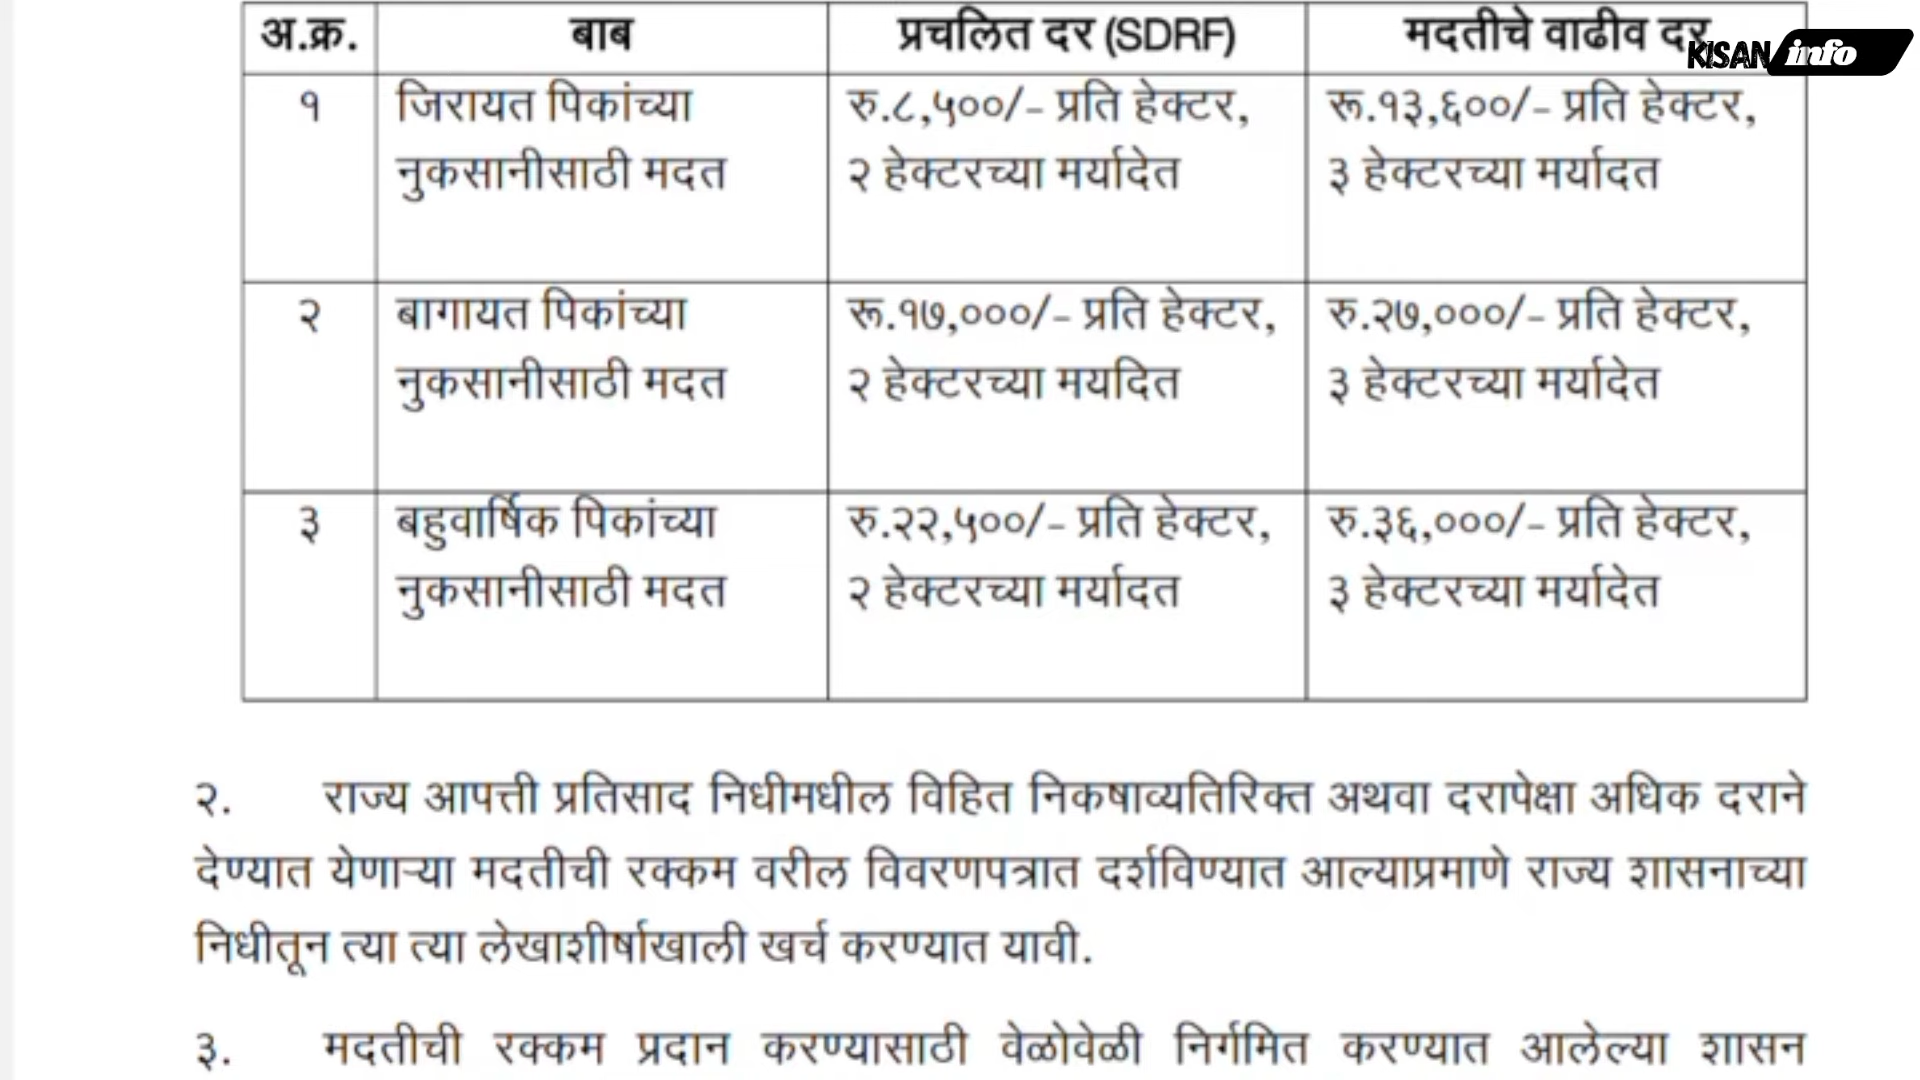 अ.क्र. बाब प्रचलित दर (SDRF) मदतीचे वाढीव दर
KISAN info
१ जिरायत पिकांच्या रु.८,५००/- प्रति हेक्टर, रू.१३,६००/- प्रति हेक्टर,
नुकसानीसाठी मदत २ हेक्टरच्या मर्यादेत ३ हेक्टरच्या मर्यादत
२ बागायत पिकांच्या रू.१७,०००/- प्रति हेक्टर, रु.२७,०००/- प्रति हेक्टर,
नुकसानीसाठी मदत २ हेक्टरच्या मयदित ३ हेक्टरच्या मर्यादेत
३ बहुवार्षिक पिकांच्या रु.२२,५००/- प्रति हेक्टर, रु.३६,०००/- प्रति हेक्टर,
नुकसानीसाठी मदत २ हेक्टरच्या मर्यादत ३ हेक्टरच्या मर्यादेत
२. राज्य आपत्ती प्रतिसाद निधीमधील विहित निकषाव्यतिरिक्त अथवा दरापेक्षा अधिक दराने
देण्यात येणाऱ्या मदतीची रक्कम वरील विवरणपत्रात दर्शविण्यात आल्याप्रमाणे राज्य शासनाच्या
निधीतून त्या त्या लेखाशीर्षाखाली खर्च करण्यात यावी.
३. मदतीची रक्कम प्रदान करण्यासाठी वेळोवेळी निर्गमित करण्यात आलेल्या शासन